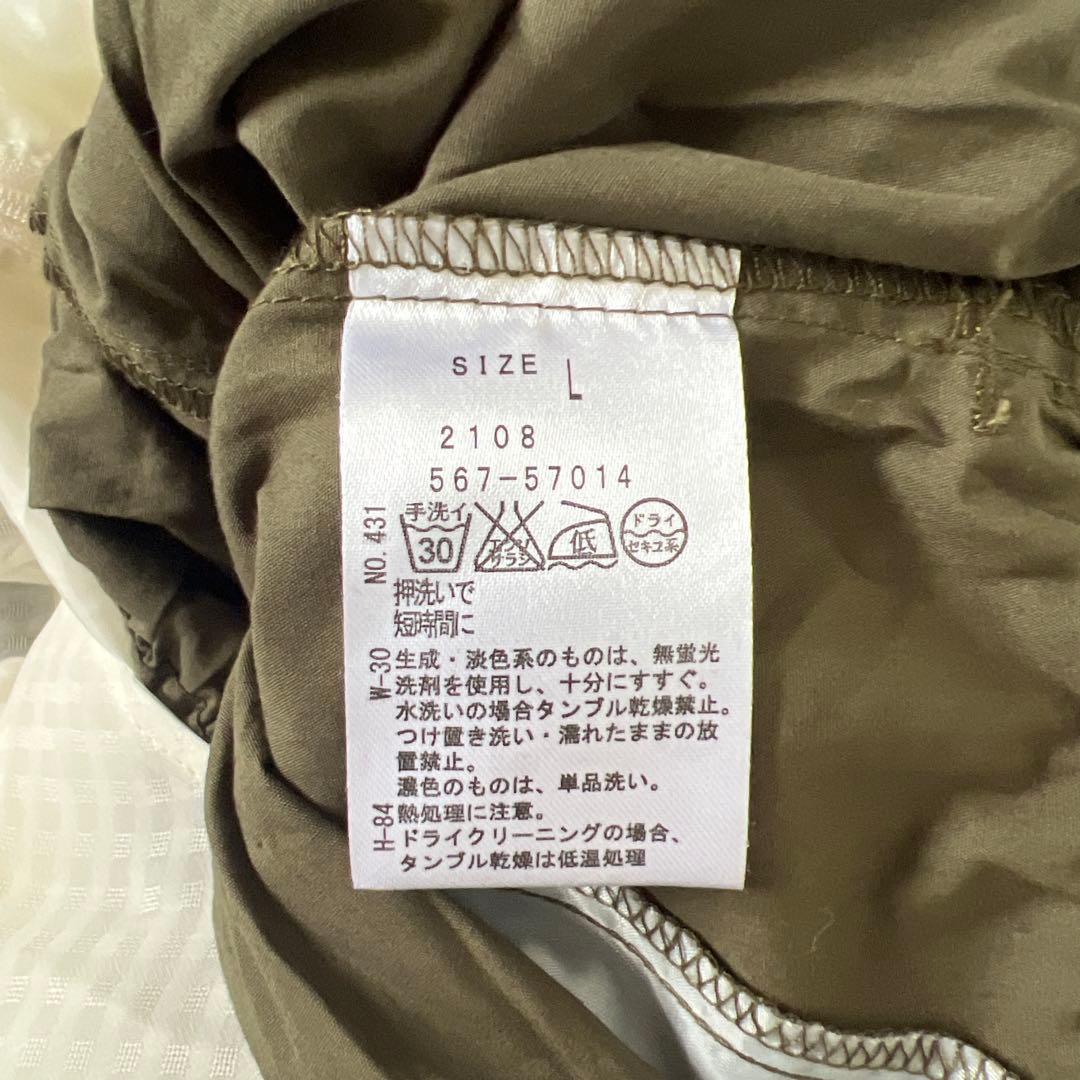 SIZE L
2108
567-57014
手洗イ
30
エンソ
サラシ
低
ドライ
セキユ系
NO.431
押洗いで
短時間に
W-30
生成・淡色系のものは、無蛍光
洗剤を使用し、十分にすすぐ。
水洗いの場合タンブル乾燥禁止。
つけ置き洗い・濡れたままの放
置禁止。
濃色のものは、単品洗い。
H-84
熱処理に注意。
ドライクリーニングの場合、
タンブル乾燥は低温処理